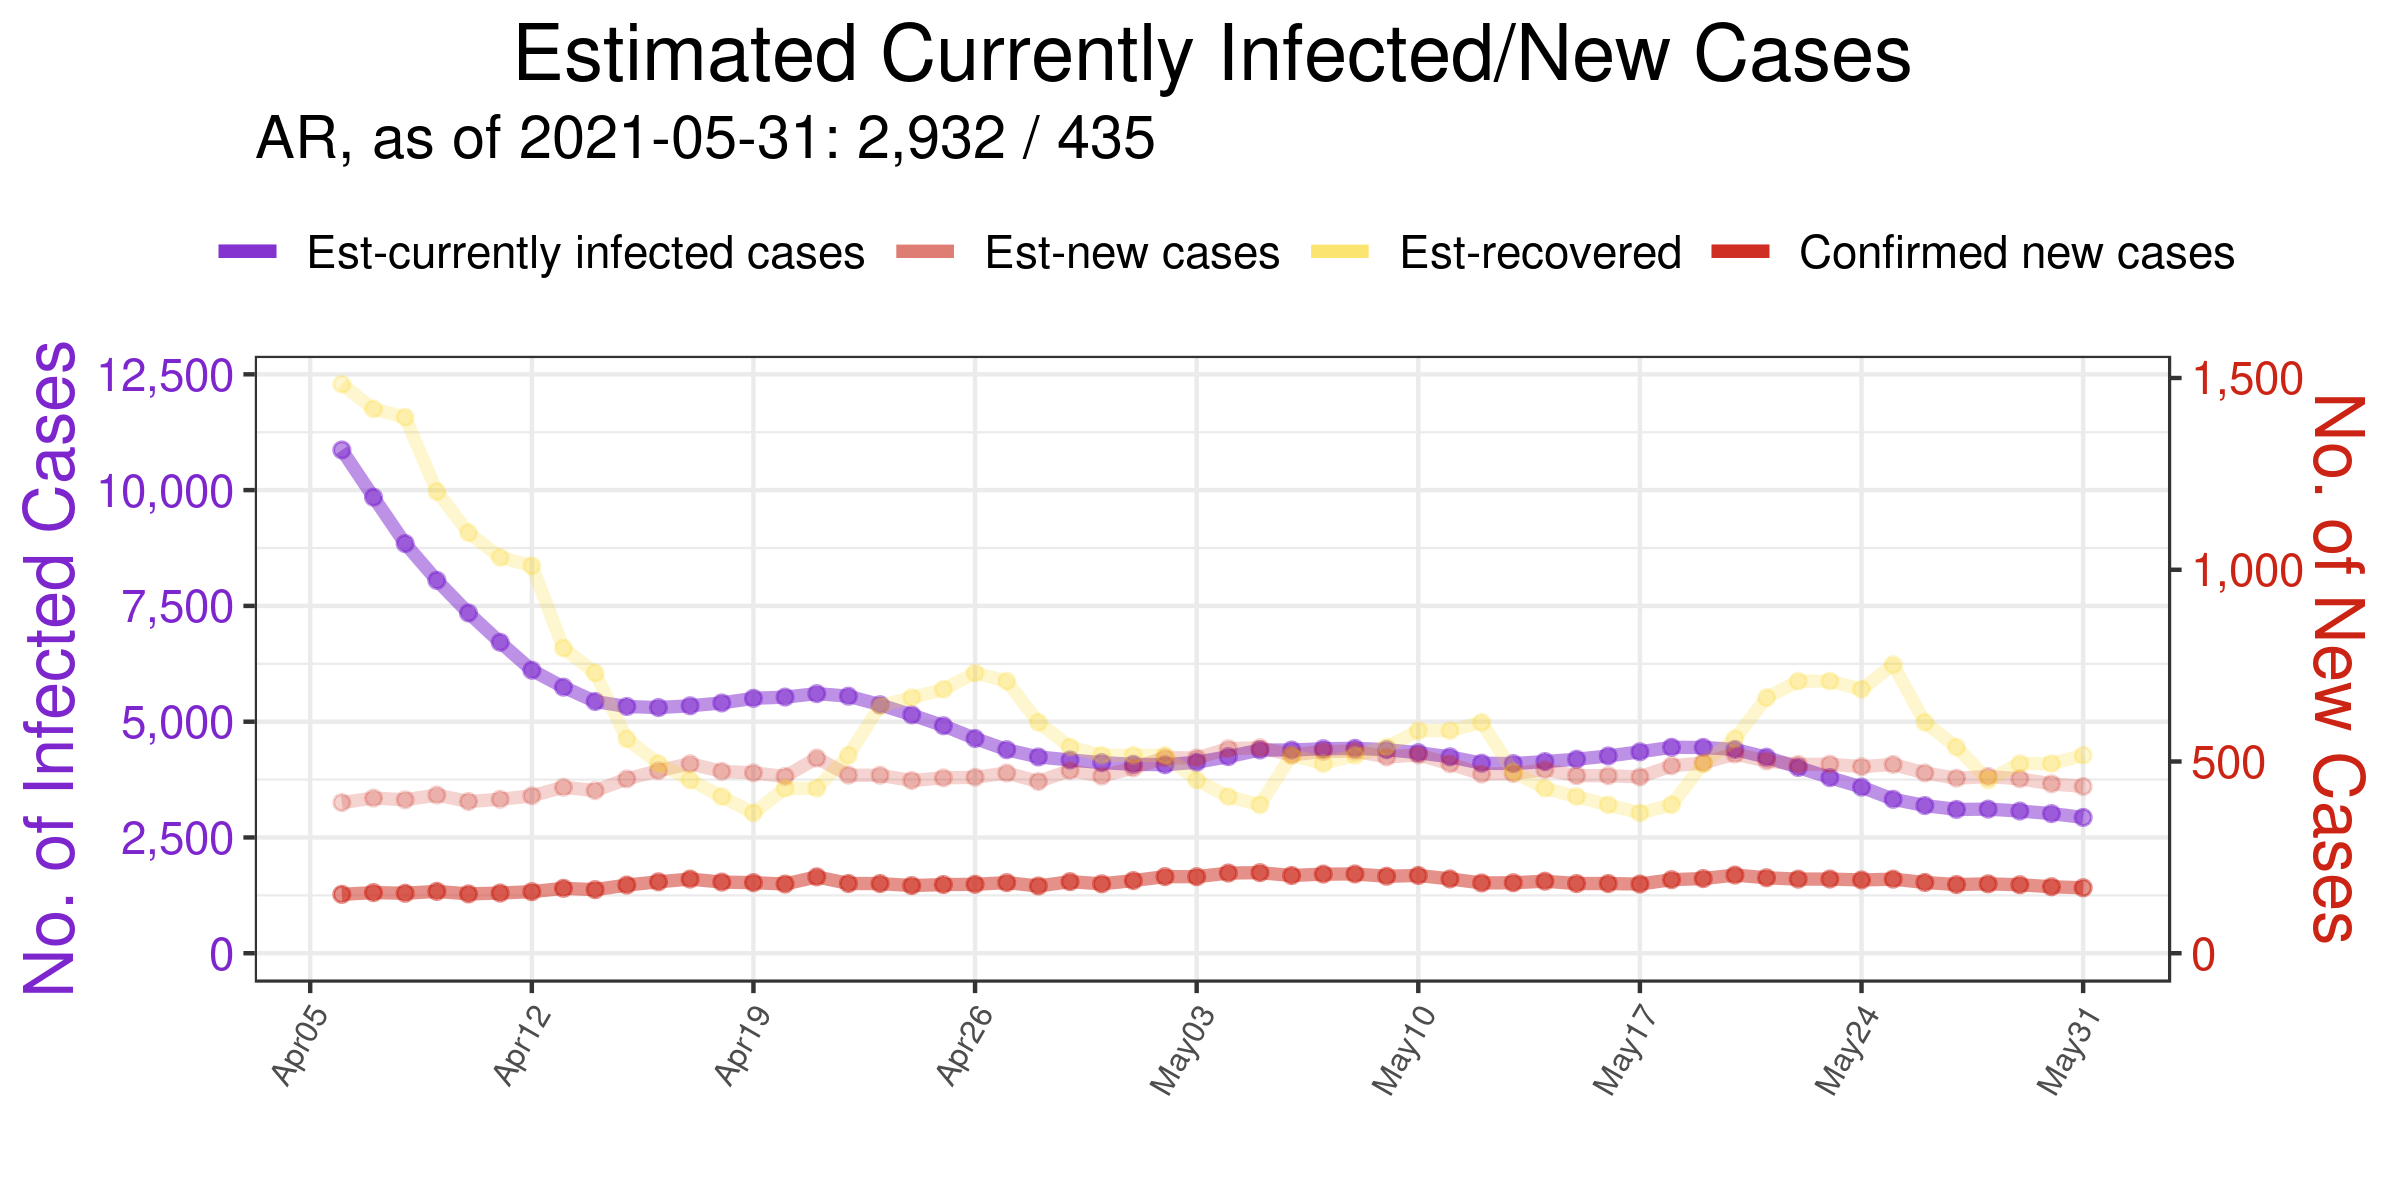 Estimated Currently Infected/New Cases
AR, as of 2021-05-31: 2,932 / 435
Est-currently infected cases Est-new cases Est-recovered Confirmed new cases
No. of Infected Cases
12,500
10,000
7,500
5,000
2,500
0
1,500
1,000
500
0
No. of New Cases
Apr05 Apr12 Apr19 Apr26 May03 May10 May17 May24 May31